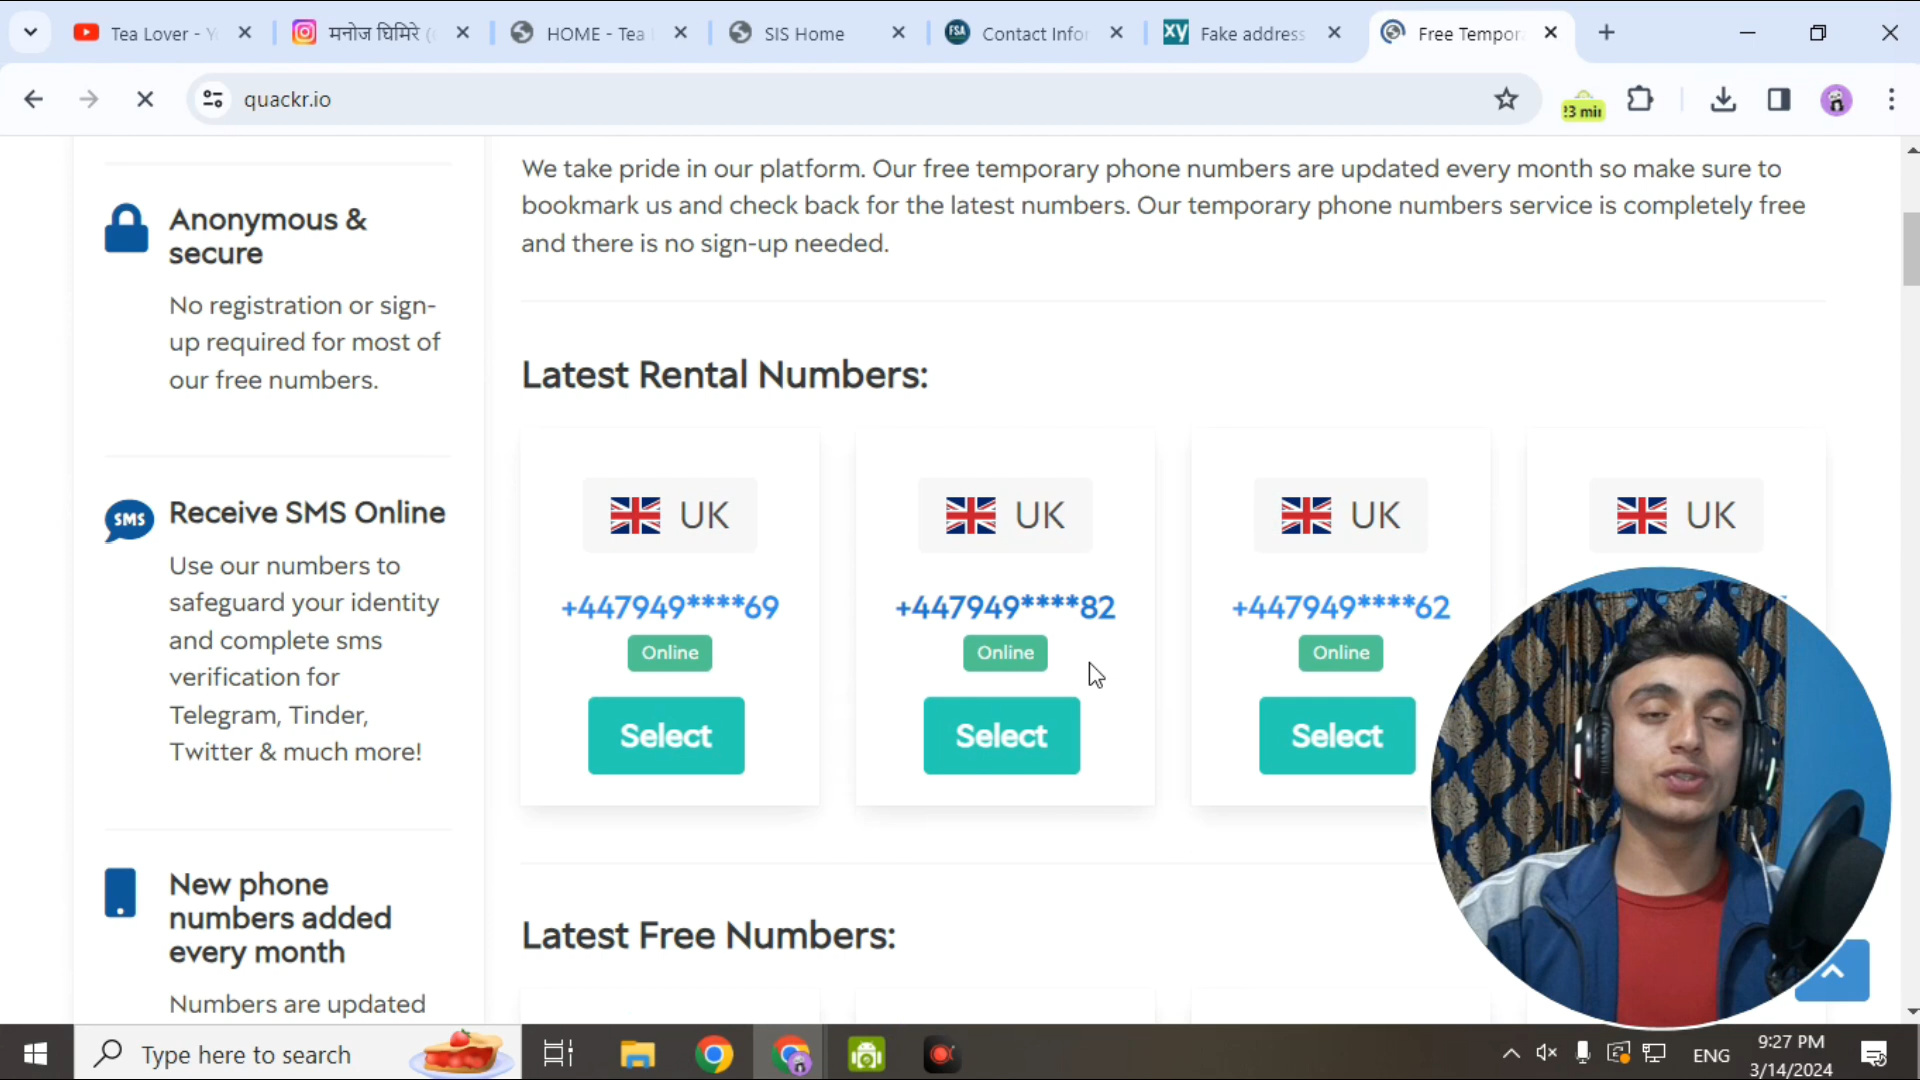 Tea Lover - Y
मनोज घिमिरे (
HOME - Tea
SIS Home
FSA
Contact Infor
XY
Fake address
Free Tempor
quackr.io
We take pride in our platform. Our free temporary phone numbers are updated every month so make sure to
bookmark us and check back for the latest numbers. Our temporary phone numbers service is completely free
and there is no sign-up needed.
Anonymous &
secure
No registration or sign-
up required for most of
our free numbers.
Latest Rental Numbers:
UK
UK
UK
UK
+447949****69
+447949****82
+447949****62
Online
Online
Online
Select
Select
Select
SMS
Receive SMS Online
Use our numbers to
safeguard your identity
and complete sms
verification for
Telegram, Tinder,
Twitter & much more!
Latest Free Numbers:
New phone
numbers added
every month
Numbers are updated
Type here to search
ENG
9:27 PM
3/14/2024